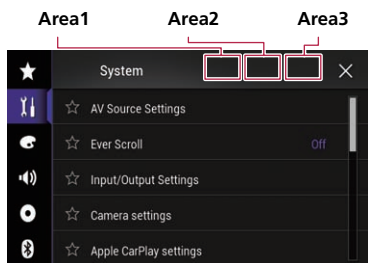 Area1 Area2 Area3
System
AV Source Settings
Ever Scroll Off
Input/Output Settings
Camera settings
Apple CarPlay settings